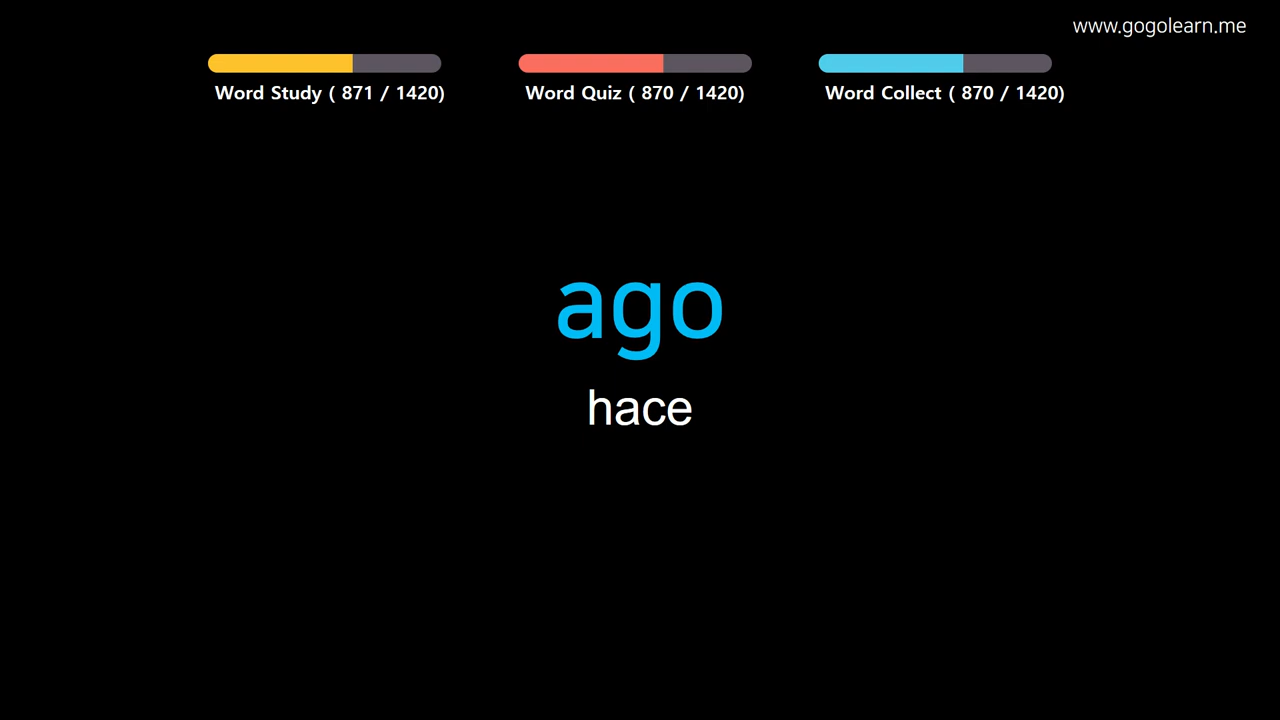 www.gogolearn.me
Word Study ( 871 / 1420)
Word Quiz ( 870 / 1420)
Word Collect ( 870 / 1420)
ago
hace